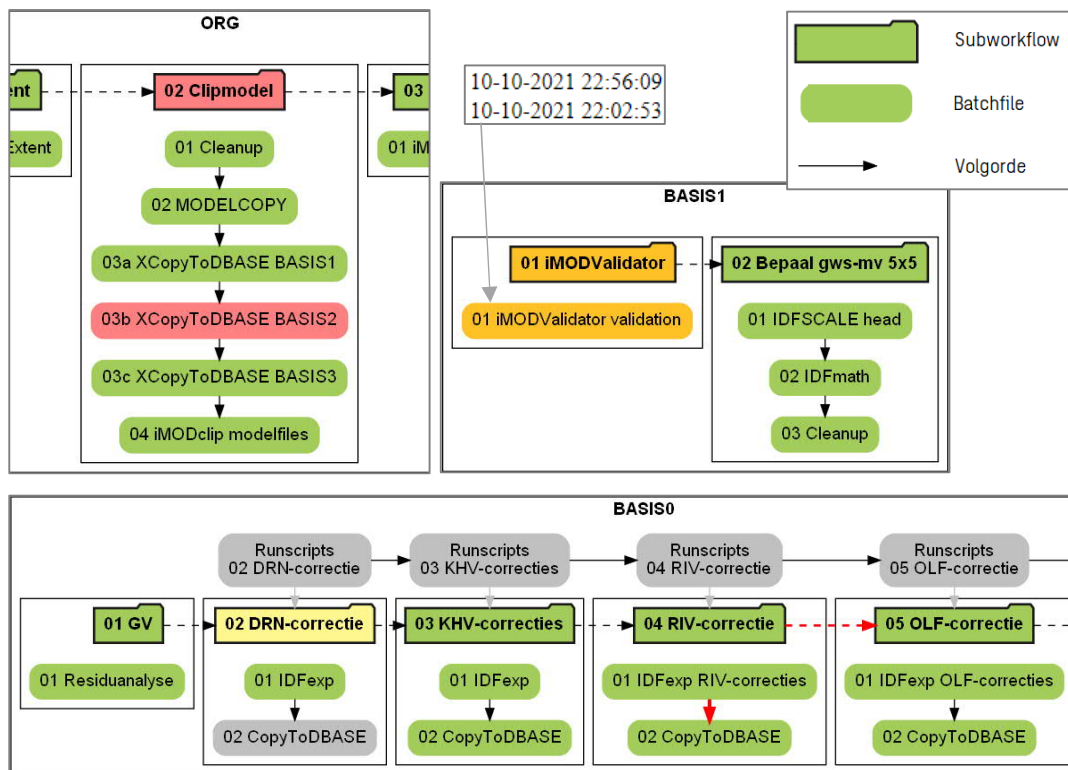 ORG
ent
02 Clipmodel
03
Extent
01 Cleanup
01 iM
02 MODELCOPY
03a XCopyToDBASE BASIS1
03b XCopyToDBASE BASIS2
03c XCopyToDBASE BASIS3
04 iMODclip modelfiles
10-10-2021 22:56:09
10-10-2021 22:02:53
Subworkflow
Batchfile
Volgorde
BASIS1
01 iMODValidator
02 Bepaal gws-mv 5x5
01 iMODValidator validation
01 IDFSCALE head
02 IDFmath
03 Cleanup
BASIS0
Runscripts
02 DRN-correctie
Runscripts
03 KHV-correcties
Runscripts
04 RIV-correctie
Runscripts
05 OLF-correctie
01 GV
02 DRN-correctie
03 KHV-correcties
04 RIV-correctie
05 OLF-correctie
01 Residuanalyse
01 IDFexp
01 IDFexp
01 IDFexp RIV-correcties
01 IDFexp OLF-correcties
02 CopyToDBASE
02 CopyToDBASE
02 CopyToDBASE
02 CopyToDBASE